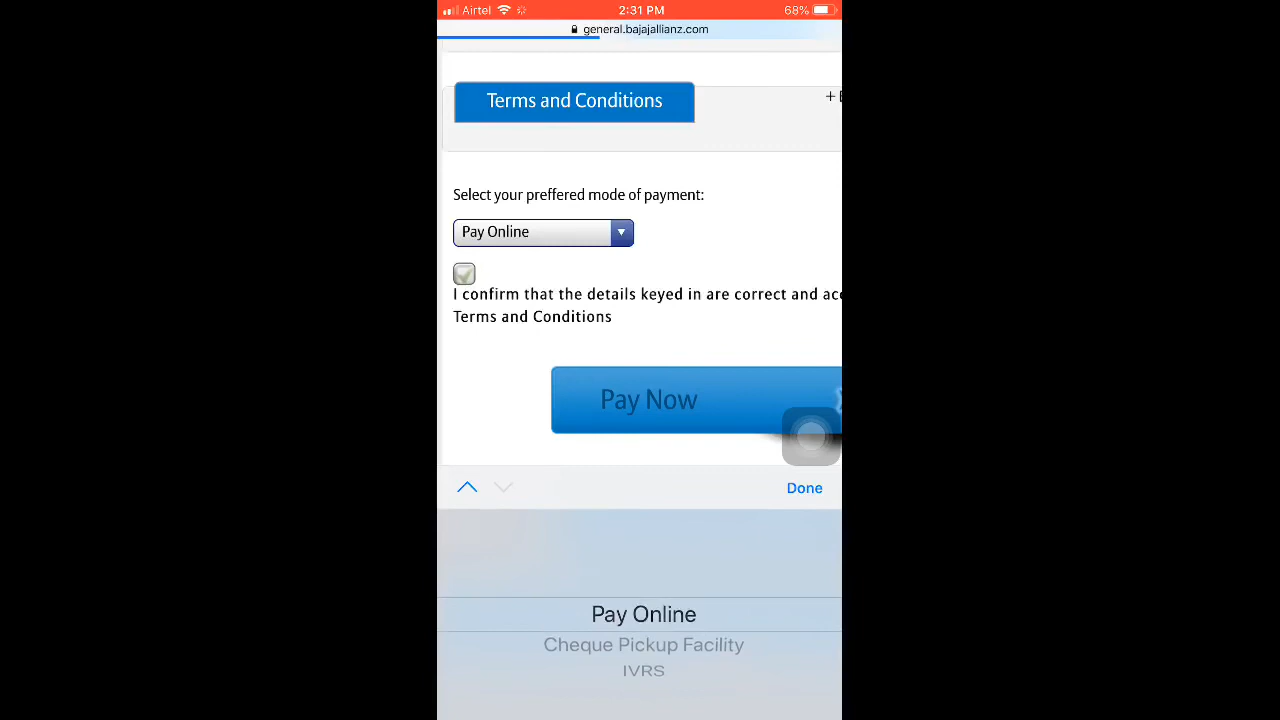 Airtel 2:31 PM 68%
general.bajajallianz.com
Terms and Conditions
+
Select your preffered mode of payment:
Pay Online
I confirm that the details keyed in are correct and
Terms and Conditions
Pay Now
Done
Pay Online
Cheque Pickup Facility
IVRS